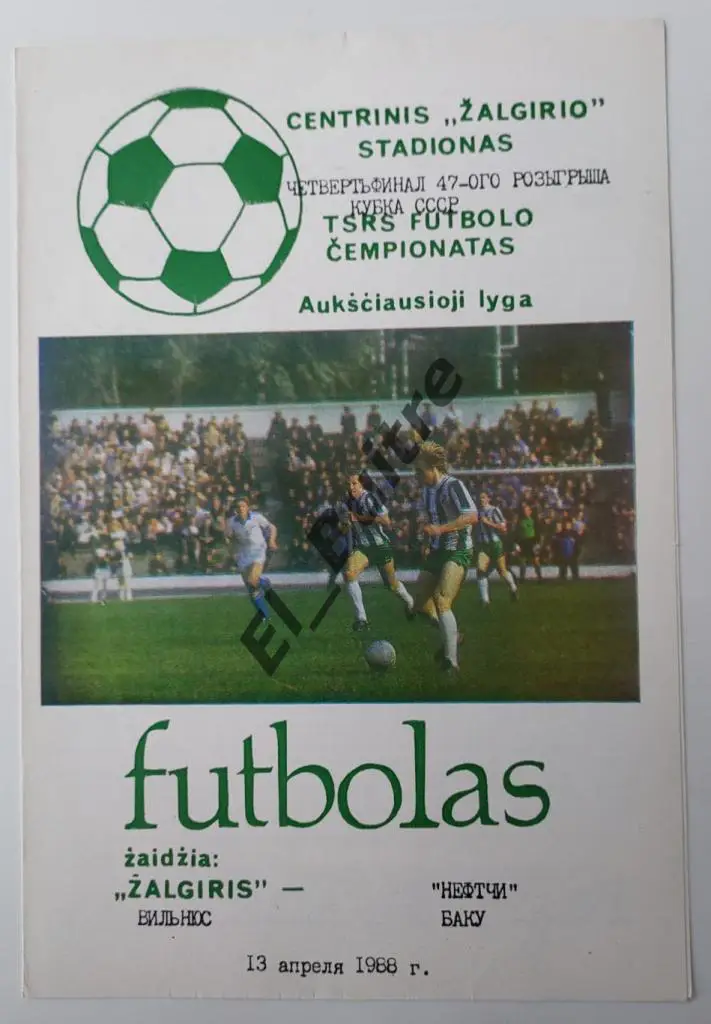 CENTRINIS „ŽALGIRIO”
STADIONAS
ЧЕТВЕРТЬФИНАЛ 47-ОГО РОЗЫГРЫША
КУБКА СССР
TSRS FUTBOLO
ČEMPIONATAS
Aukščiausioji lyga
El_Buitre
futbolas
žaidžia:
„ŽALGIRIS” — "НЕФТЧИ"
ВИЛЬНЮС БАКУ
13 апреля 1988 г.